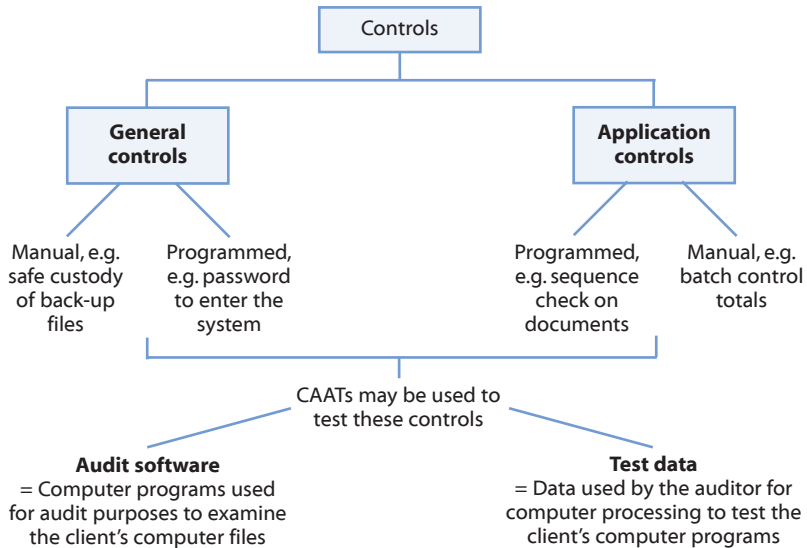 Controls
General
controls
Application
controls
Manual, e.g.
safe custody
of back-up
files
Programmed,
e.g. password
to enter the
system
Programmed,
e.g. sequence
check on
documents
Manual, e.g.
batch control
totals
CAATs may be used to
test these controls
Audit software
= Computer programs used
for audit purposes to examine
the client's computer files
Test data
= Data used by the auditor for
computer processing to test the
client's computer programs